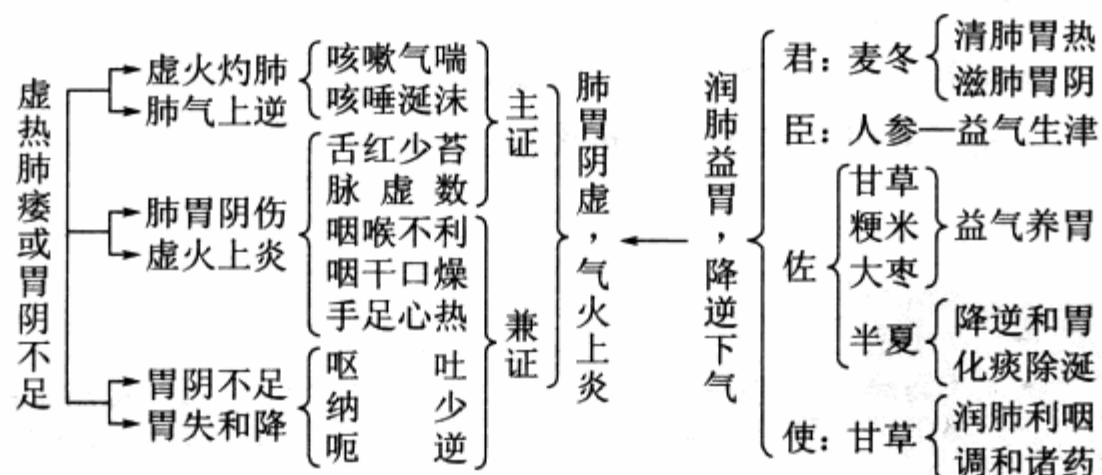 虚热肺痿或胃阴不足
虚火灼肺
肺气上逆
肺胃阴伤
虚火上炎
胃阴不足
胃失和降
咳嗽气喘
咳唾涎沫
舌红少苔
脉虚数
咽喉不利
咽干口燥
手足心热
呕吐
纳少
呃逆
主证
兼证
肺胃阴虚，气火上炎
润肺益胃，降逆下气
君：麦冬
清肺胃热
滋肺胃阴
臣：人参—益气生津
佐
甘草
粳米
大枣
益气养胃
半夏
降逆和胃
化痰除涎
使：甘草
润肺利咽
调和诸药